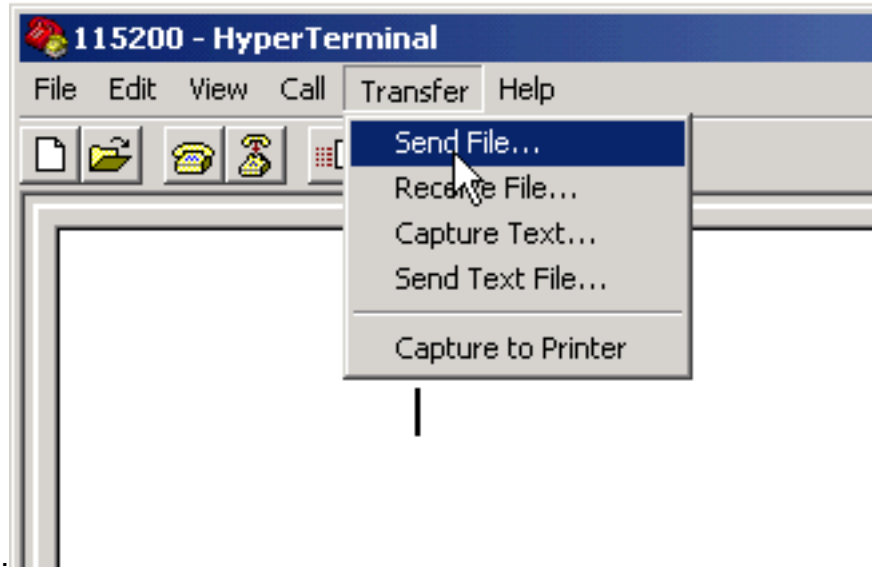 115200 - HyperTerminal
File Edit View Call Transfer Help
Send File...
Receive File...
Capture Text...
Send Text File...
Capture to Printer